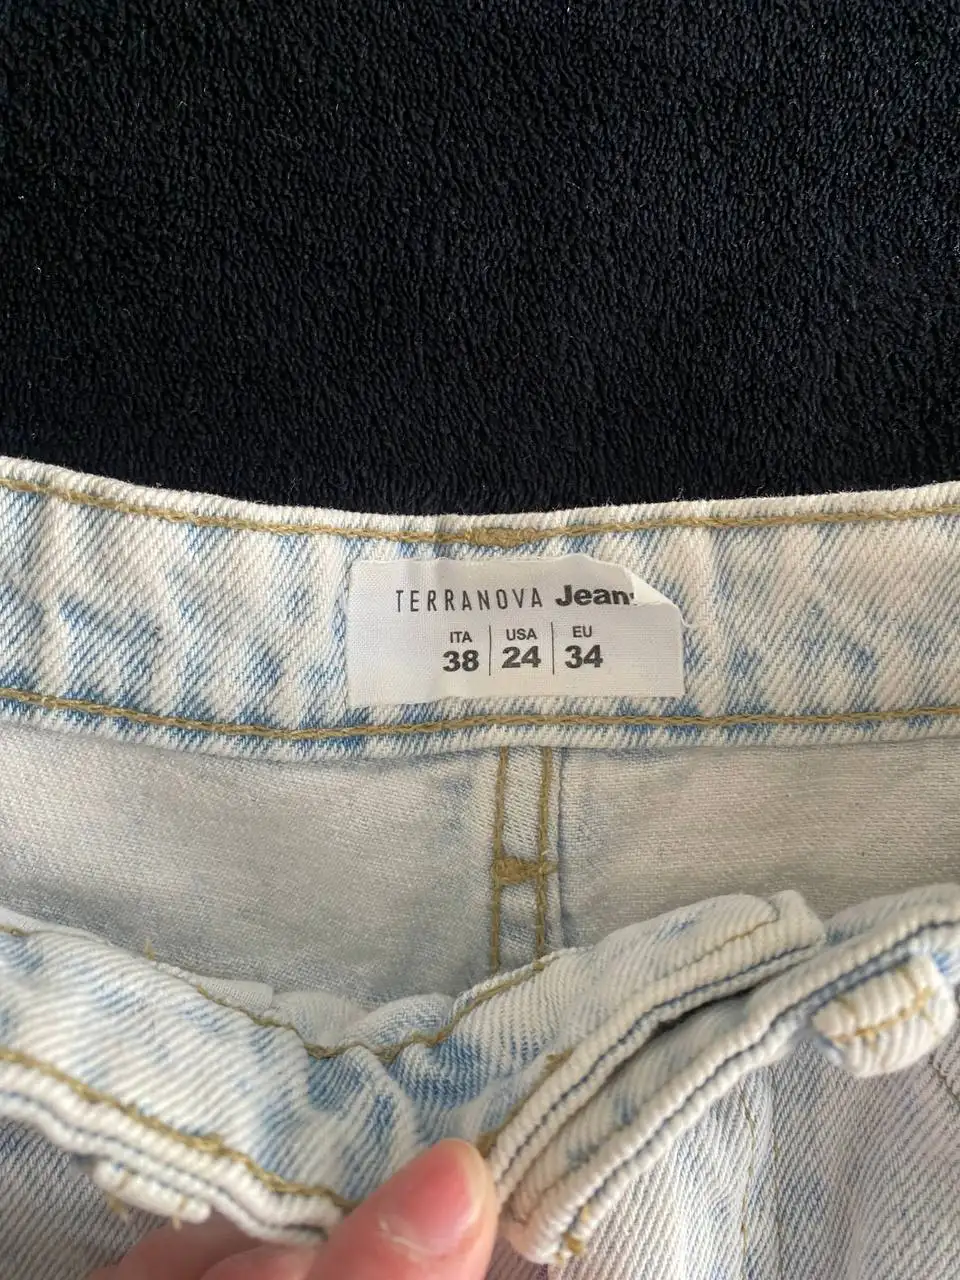 TERRANOVA Jeans
ITA USA EU
38 24 34